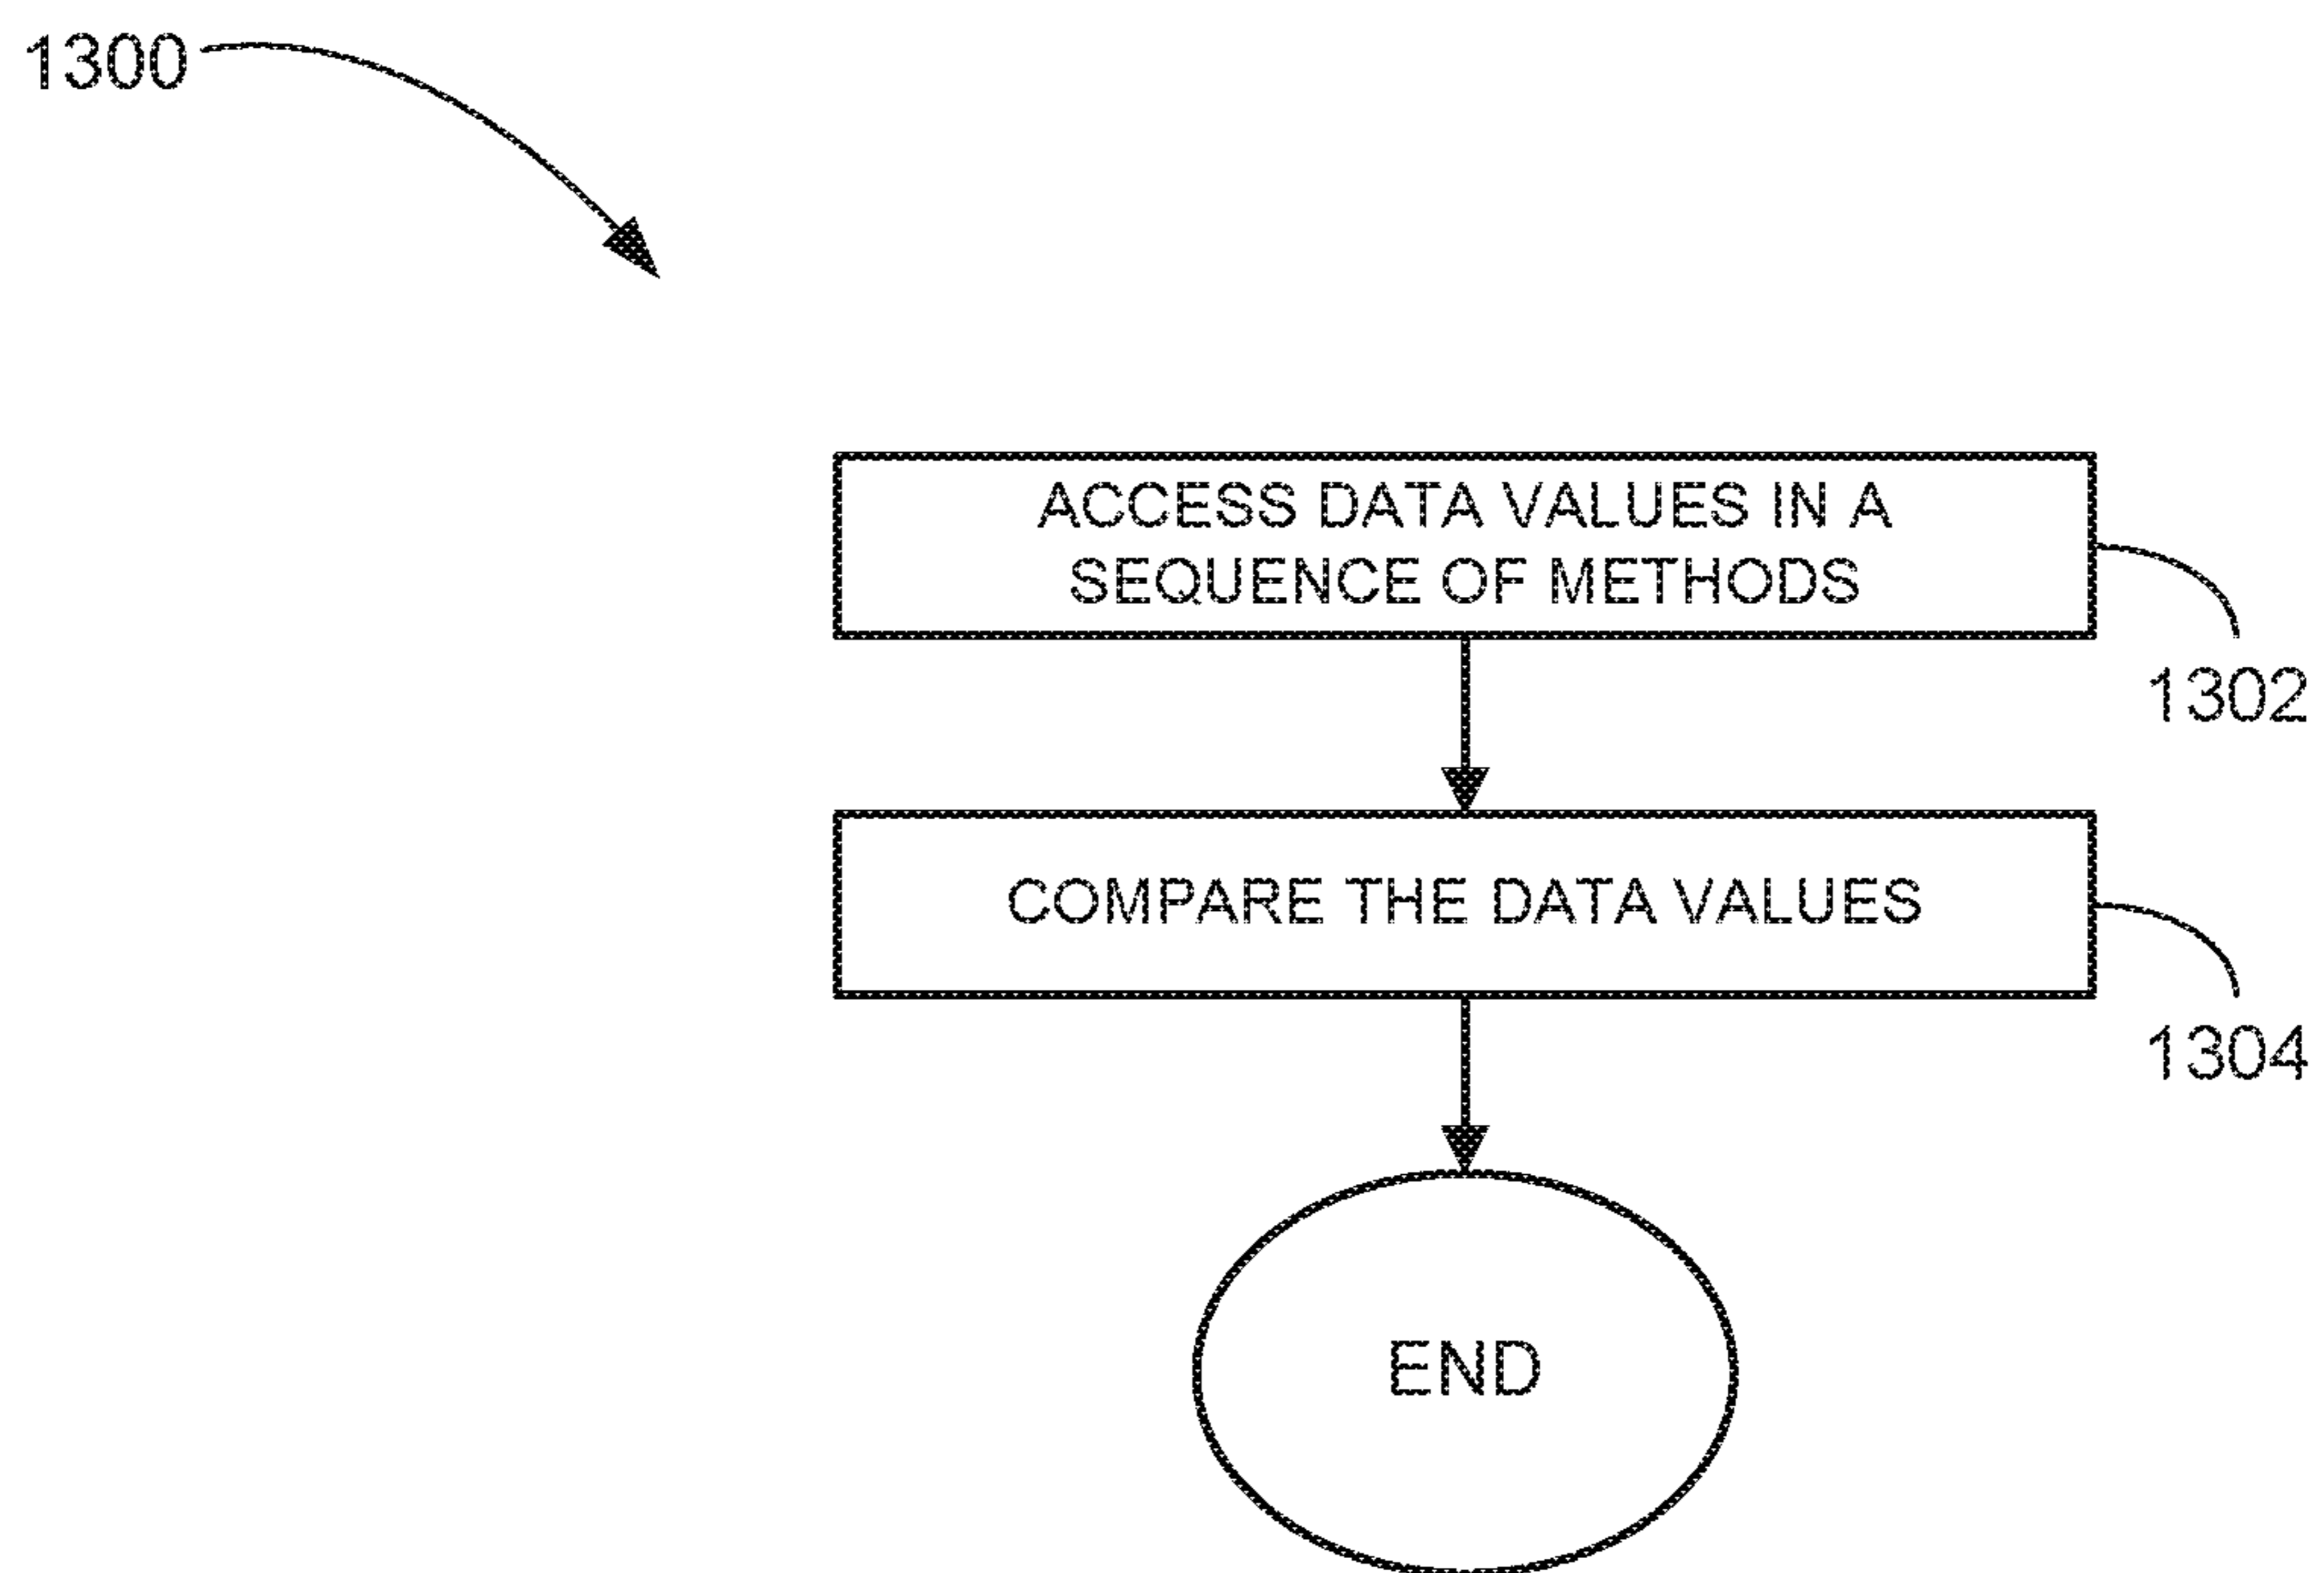 1300
ACCESS DATA VALUES IN A
SEQUENCE OF METHODS
1302
COMPARE THE DATA VALUES
1304
END